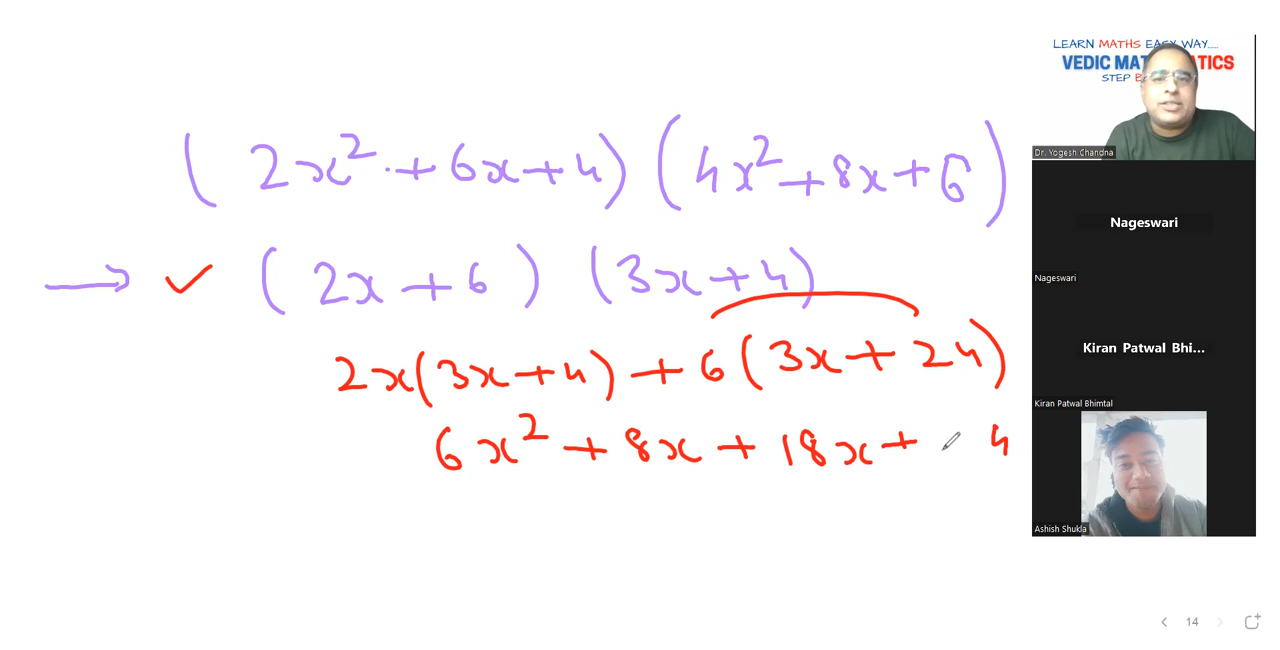 LEARN MATHS EASY WAY.....
VEDIC MATHEMATICS
STEP
Dr. Yogesh Chandna
( 2x² + 6x + 4) (4x² + 8x + 6)
Nageswari
Nageswari
→ ✓ (2x + 6) (3x + 4)
2x(3x + 4) + 6(3x + 24)
Kiran Patwal Bhi...
Kiran Patwal Bhimtal
6x² + 8x + 18x + 4
Ashish Shukla
14